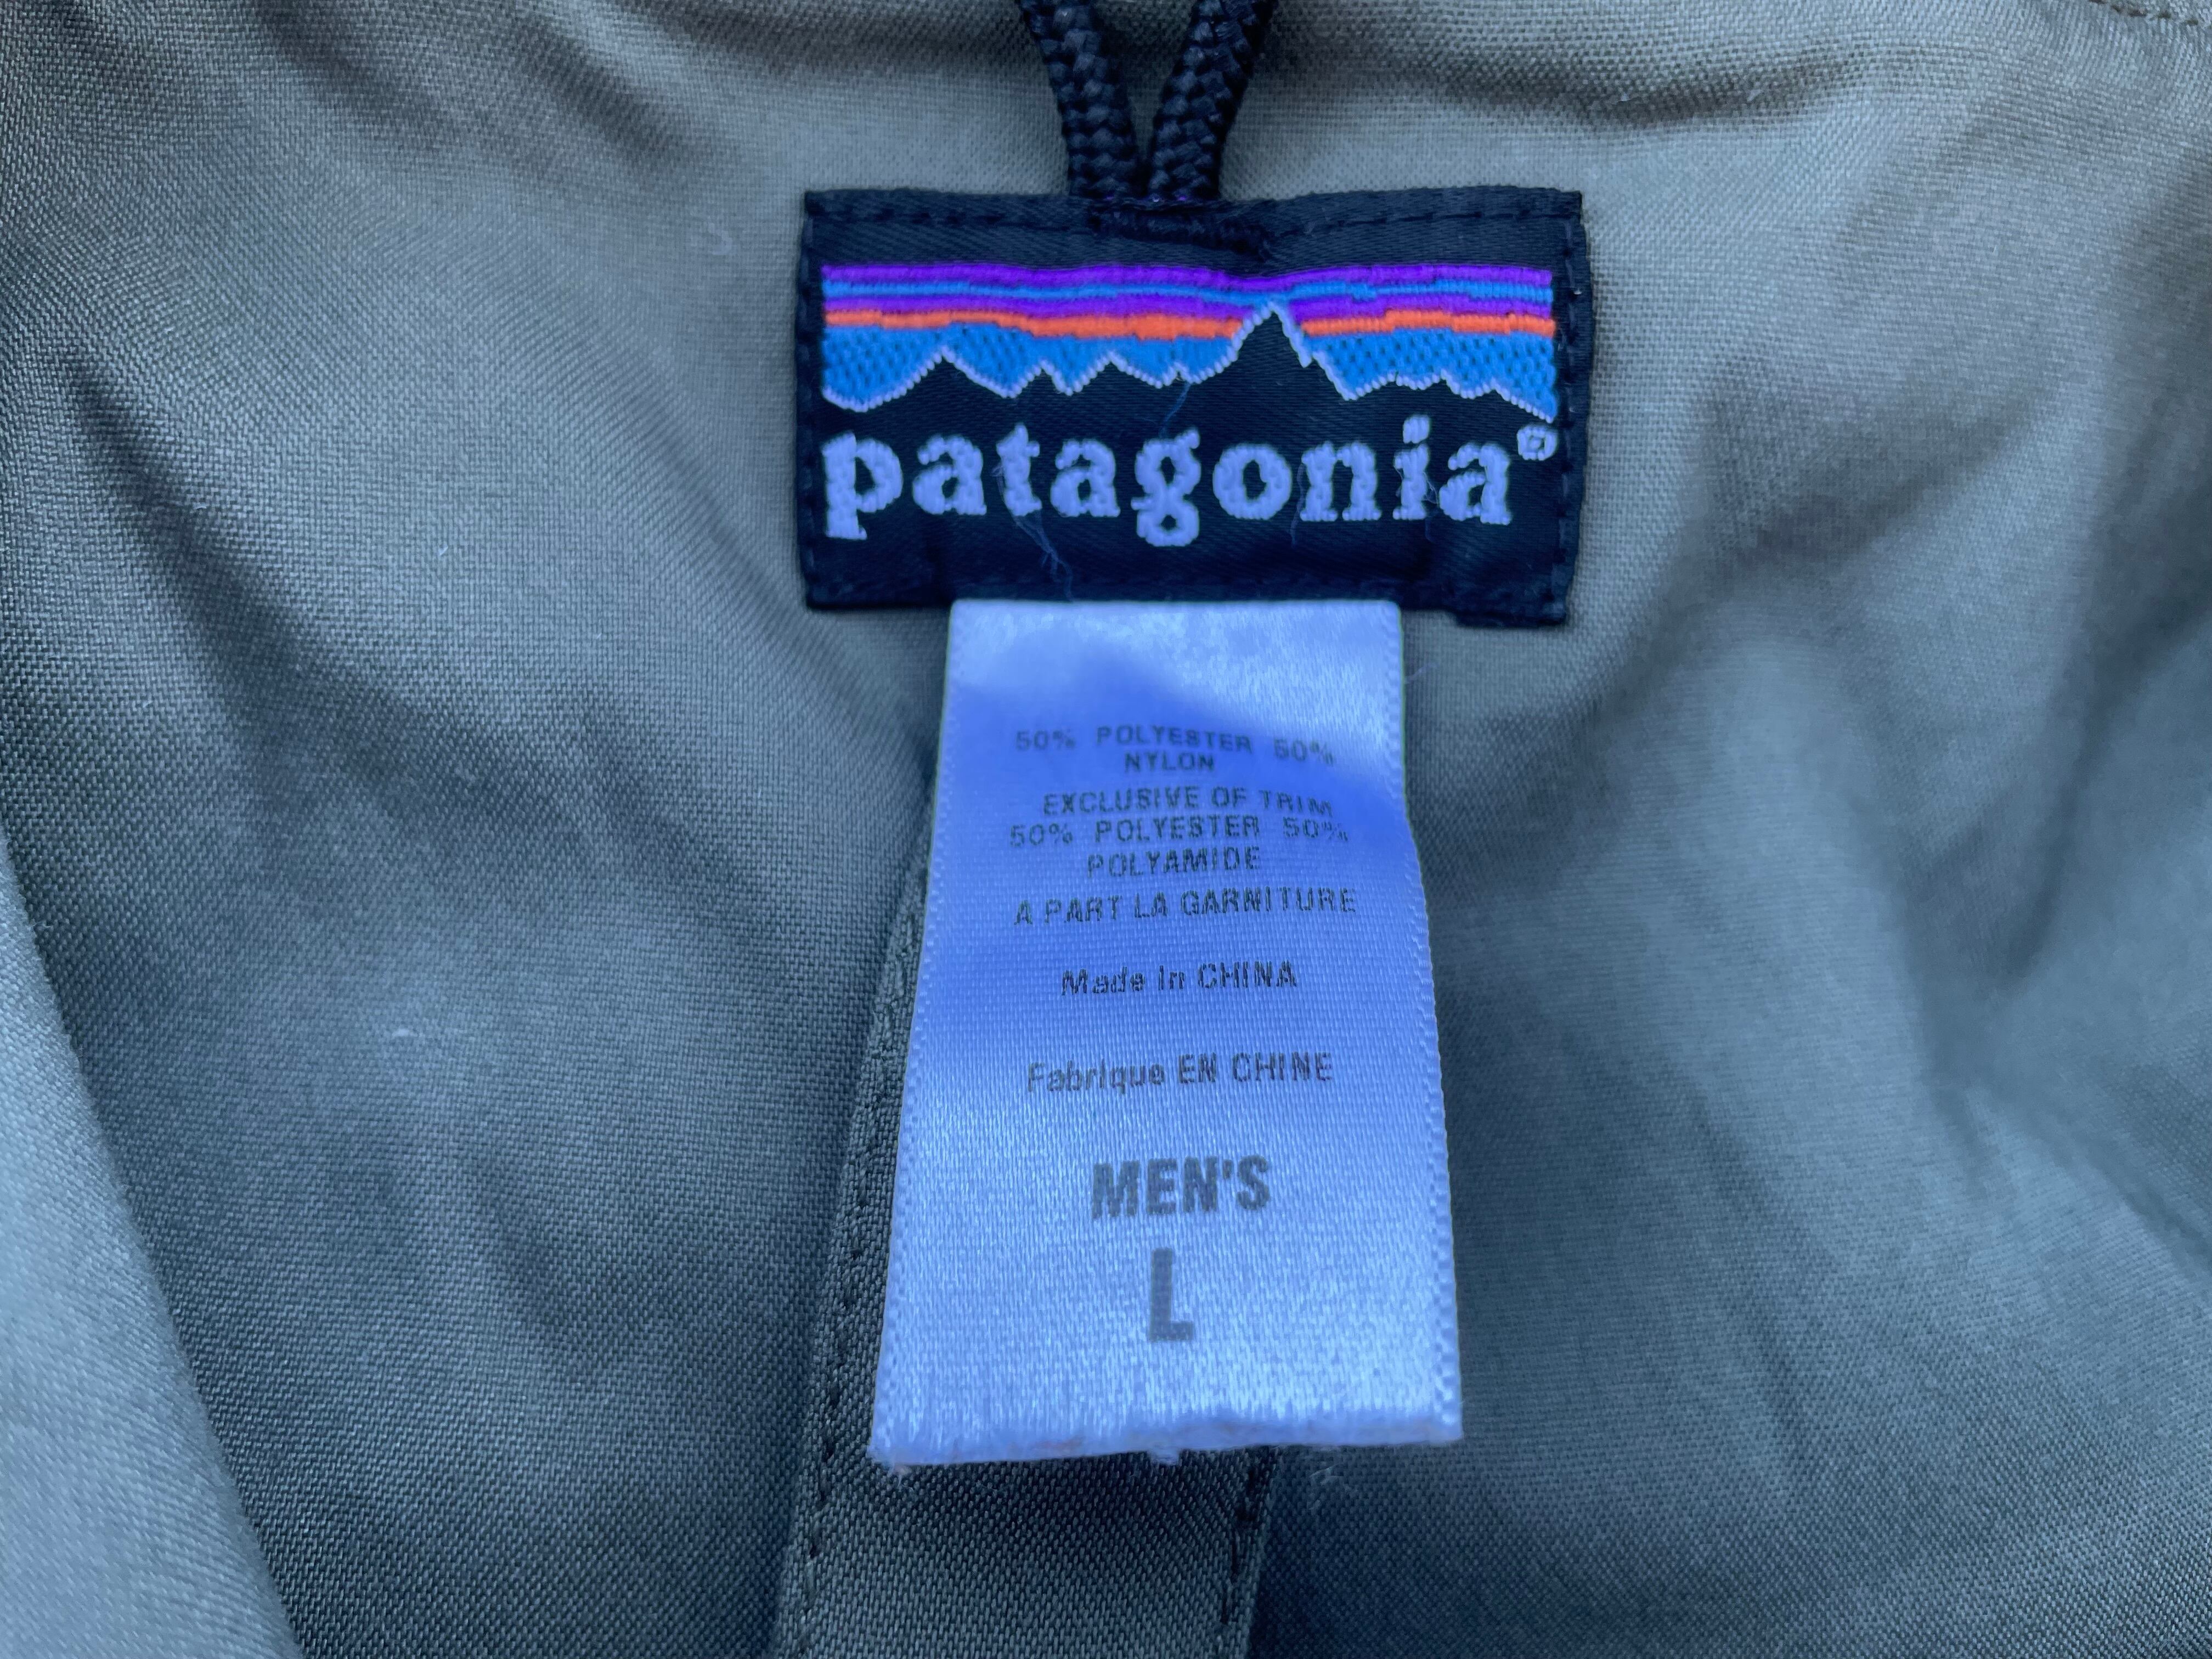 patagonia®
50% POLYESTER 50%
NYLON
EXCLUSIVE OF TRIM
50% POLYESTER 50%
POLYAMIDE
A PART LA GARNITURE
Made In CHINA
Fabrique EN CHINE
MEN'S
L